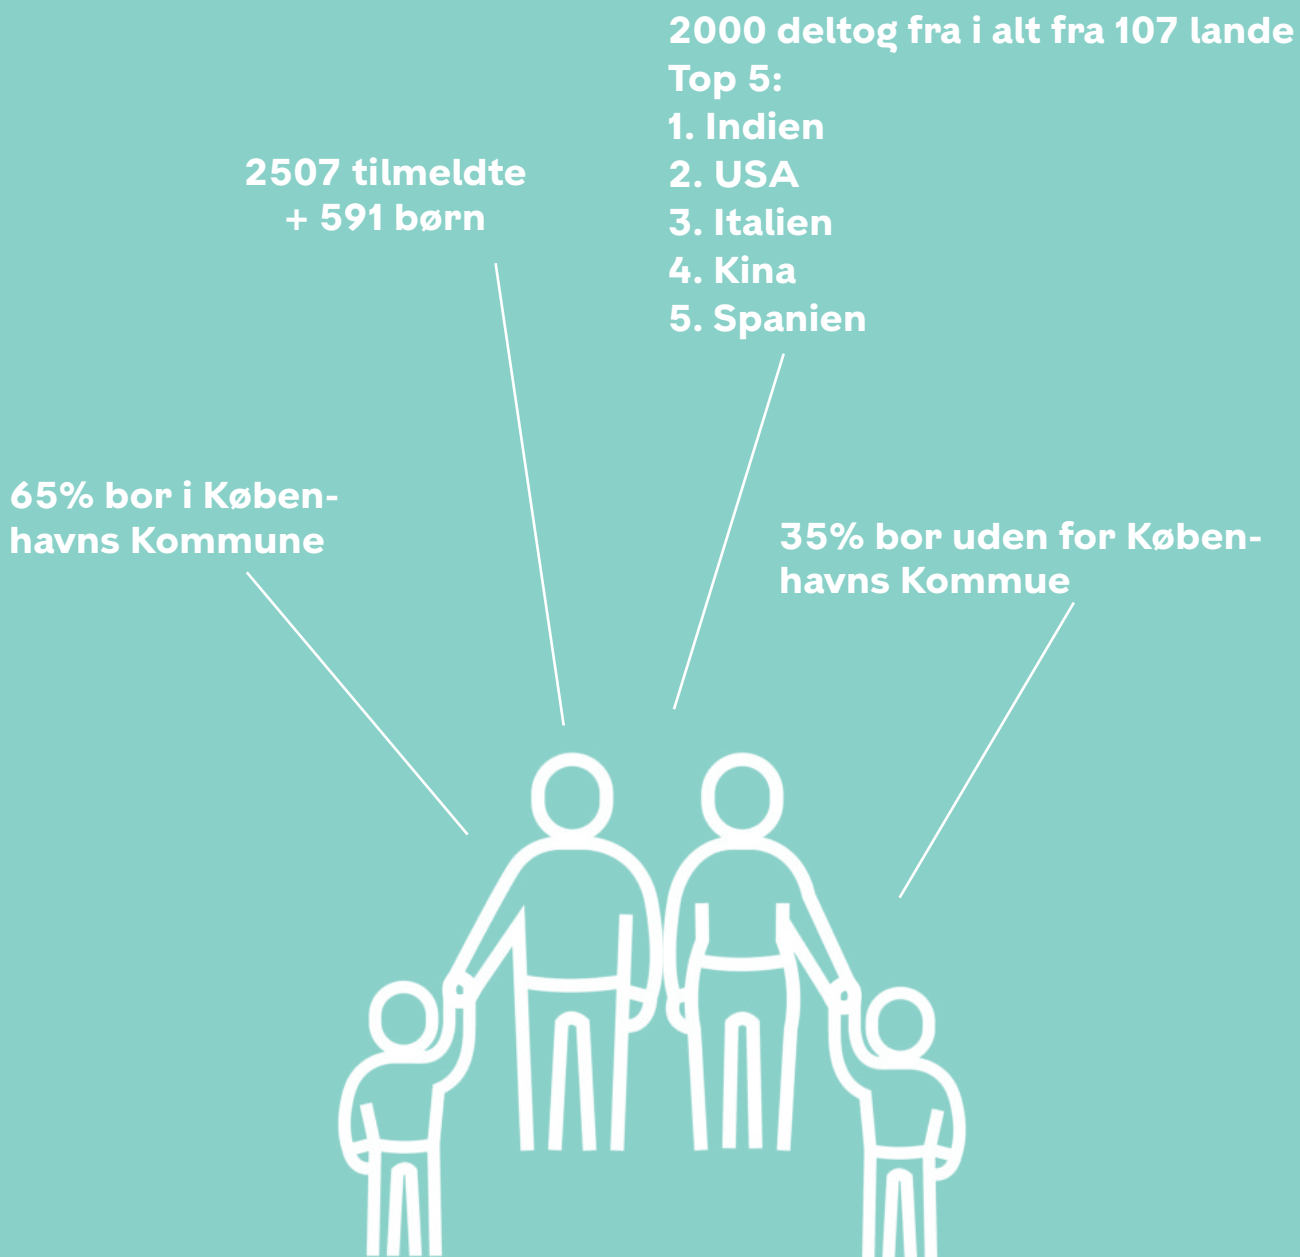 2000 deltog fra i alt fra 107 lande
Top 5:
1. Indien
2. USA
3. Italien
4. Kina
5. Spanien
2507 tilmeldte
+ 591 børn
65% bor i Køben-
havns Kommune
35% bor uden for Køben-
havns Kommue